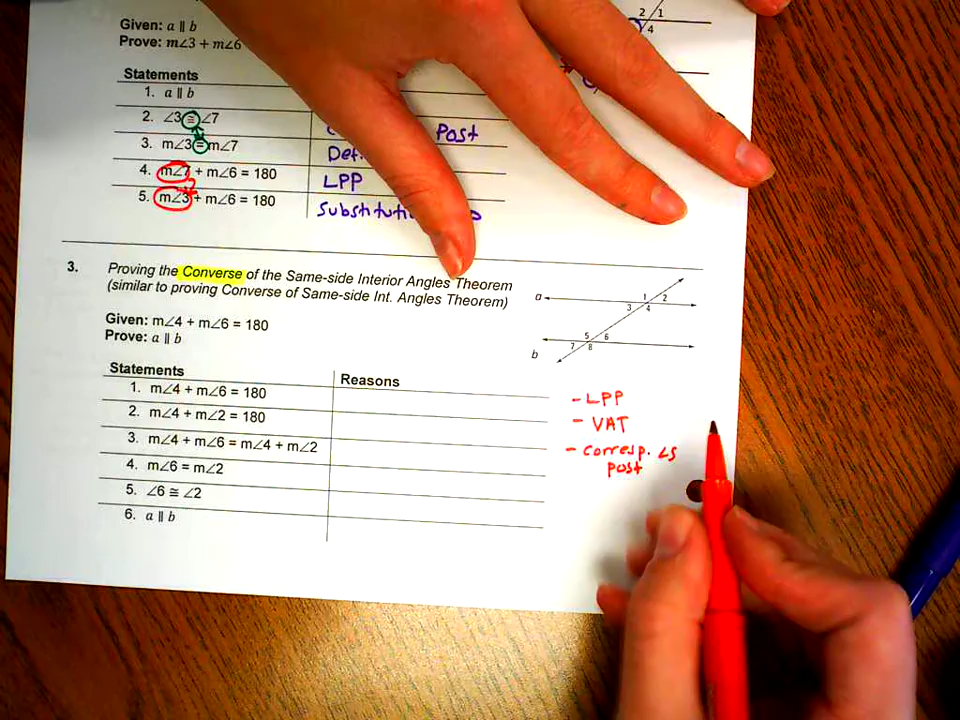 2 1
4
Given: a ∥ b
Prove: m∠3 + m∠6
Statements
1. a ∥ b
2. ∠3 ≅ ∠7
3. m∠3 = m∠7
4. m∠7 + m∠6 = 180
5. m∠3 + m∠6 = 180
Post
Def.
LPP
3. Proving the Converse of the Same-side Interior Angles Theorem
(similar to proving Converse of Same-side Int. Angles Theorem)
Given: m∠4 + m∠6 = 180
Prove: a ∥ b
a
1 2
3 4
5 6
7 8
b
Statements Reasons
1. m∠4 + m∠6 = 180
2. m∠4 + m∠2 = 180
3. m∠4 + m∠6 = m∠4 + m∠2
4. m∠6 = m∠2
5. ∠6 ≅ ∠2
6. a ∥ b
- LPP
- VAT
- corresp. ∠s
post